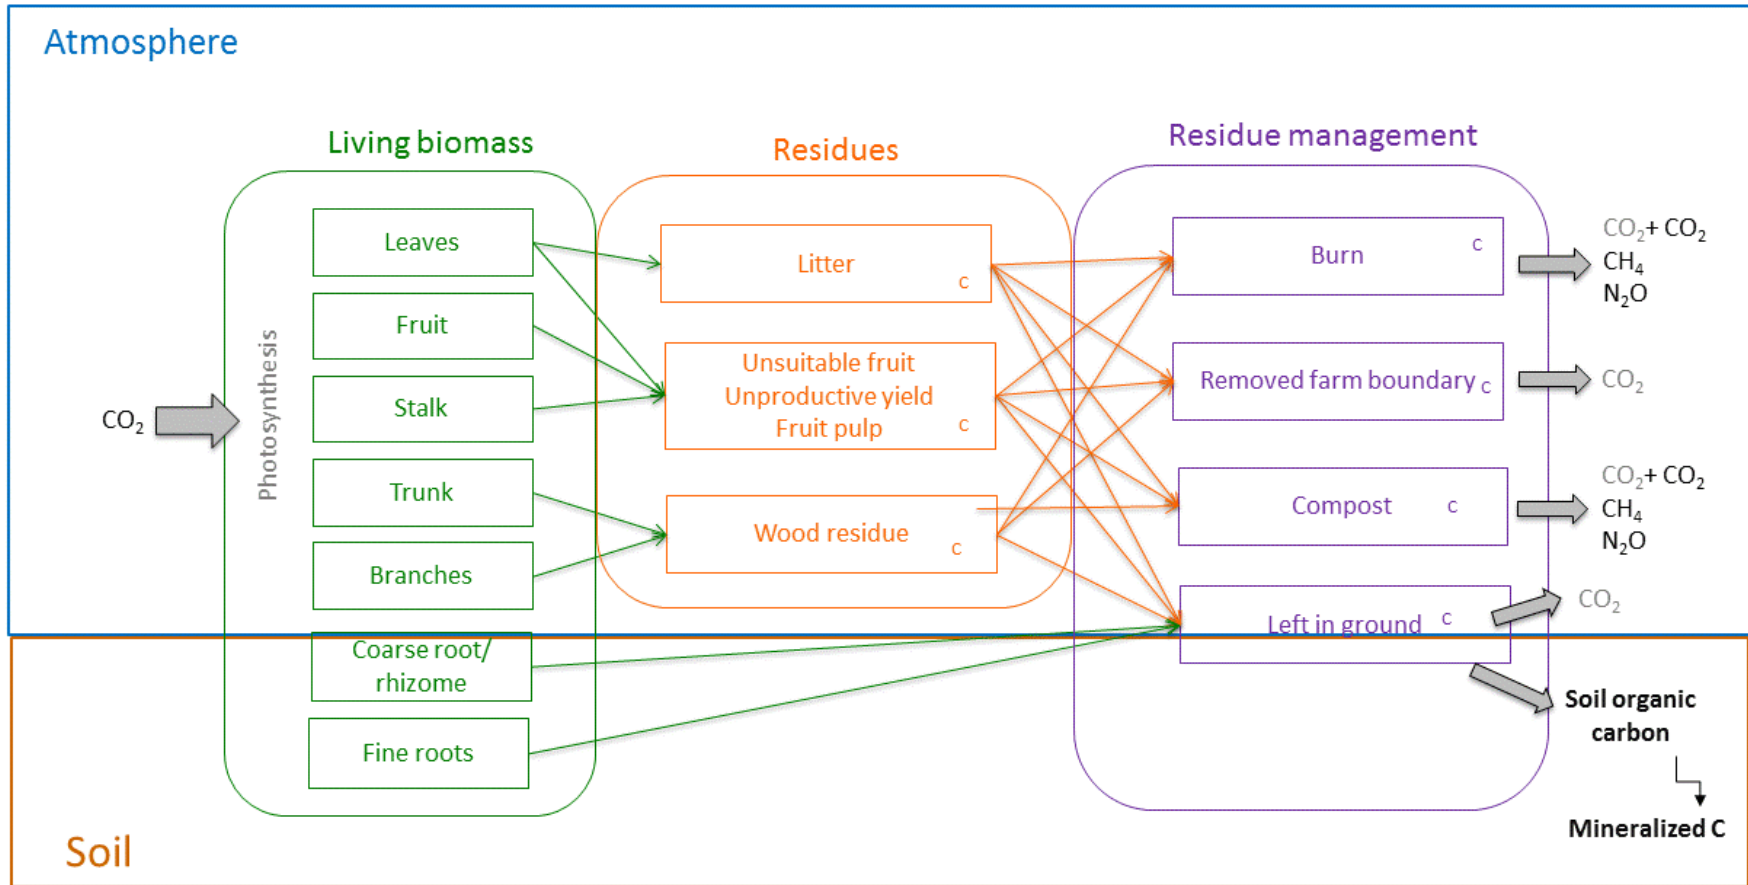 Atmosphere
Living biomass
Residues
Residue management
CO₂
Photosynthesis
Leaves
Fruit
Stalk
Trunk
Branches
Coarse root/
rhizome
Fine roots
Litter
C
Unsuitable fruit
Unproductive yield
Fruit pulp
C
Wood residue
C
Burn
C
Removed farm boundary
C
Compost
C
Left in ground
C
CO₂+ CO₂
CH₄
N₂O
CO₂
CO₂+ CO₂
CH₄
N₂O
CO₂
Soil organic
carbon
Mineralized C
Soil